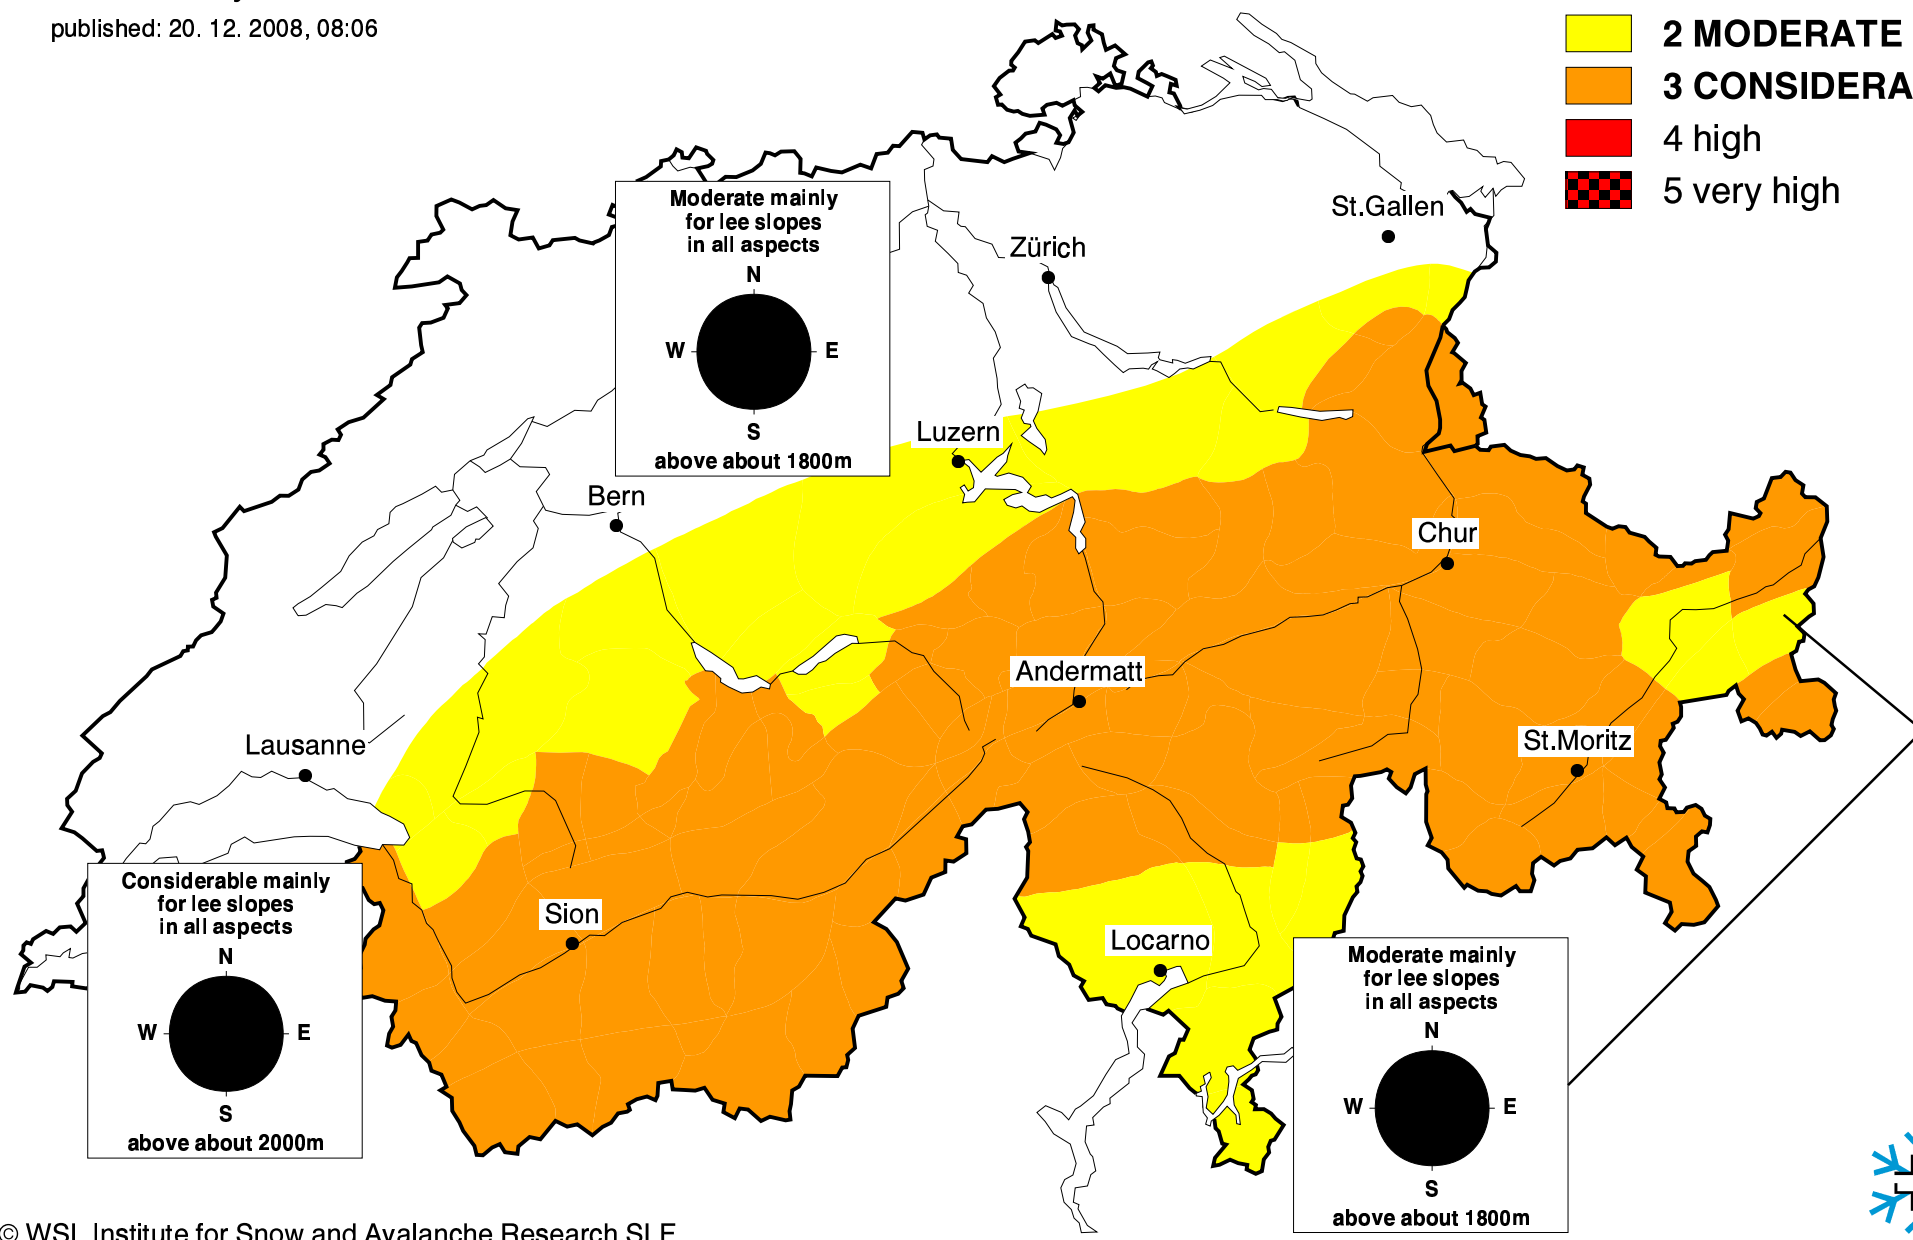 published: 20. 12. 2008, 08:06
2 MODERATE
3 CONSIDERA
4 high
5 very high
Moderate mainly
for lee slopes
in all aspects
N
W
E
S
above about 1800m
St.Gallen
Zürich
Luzern
Bern
Chur
Andermatt
Lausanne
St.Moritz
Sion
Locarno
Considerable mainly
for lee slopes
in all aspects
N
W
E
S
above about 2000m
Moderate mainly
for lee slopes
in all aspects
N
W
E
S
above about 1800m
© WSL Institute for Snow and Avalanche Research SLF